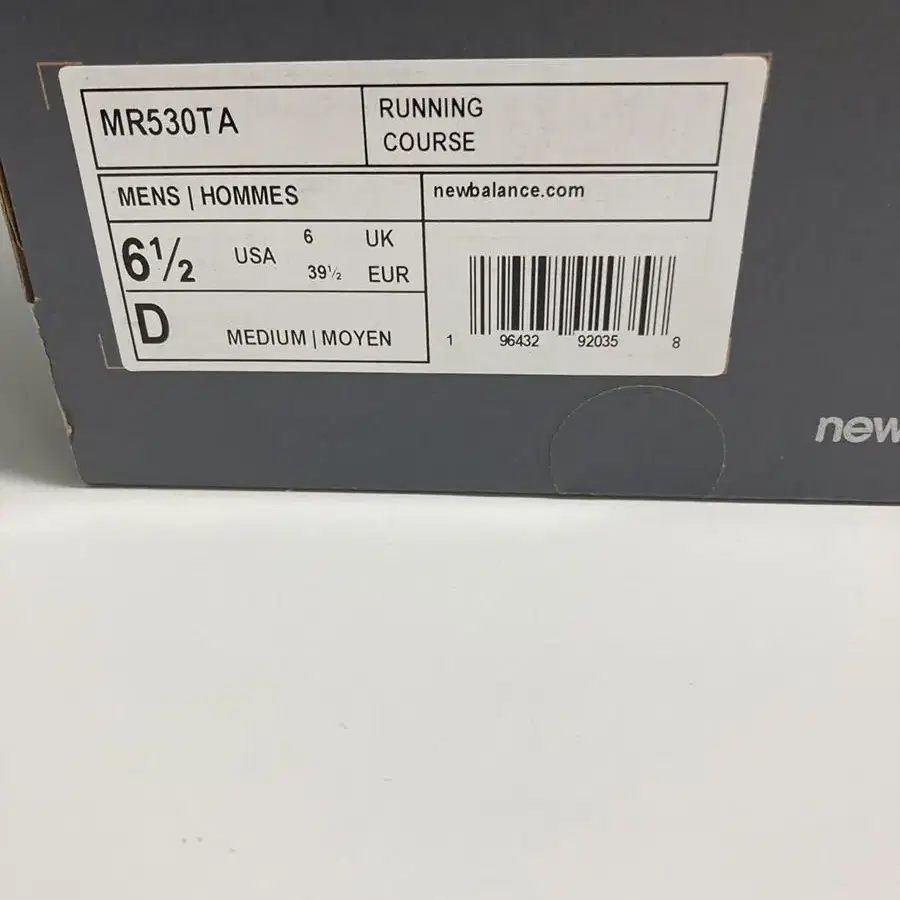 MR530TA
RUNNING
COURSE
MENS | HOMMES
newbalance.com
6½ USA
6 UK
39½ EUR
D MEDIUM | MOYEN
1 96432 92035 8
new